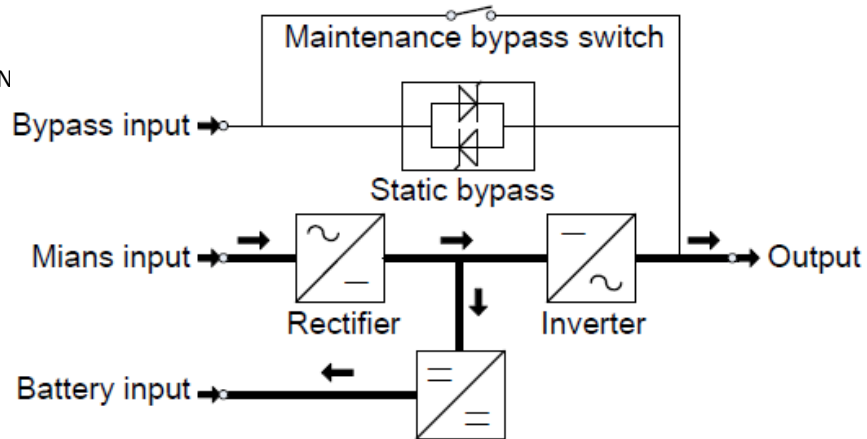 Maintenance bypass switch
N
Bypass input
Static bypass
Mians input
Output
Rectifier
Inverter
Battery input